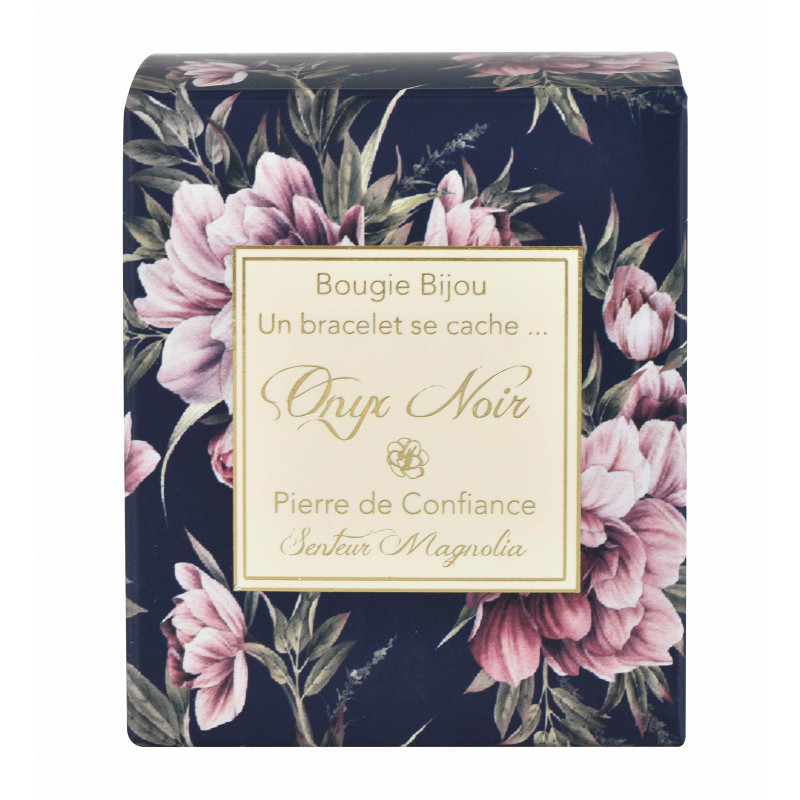 Bougie Bijou
Un bracelet se cache ...
Onyx Noir
Pierre de Confiance
Senteur Magnolia